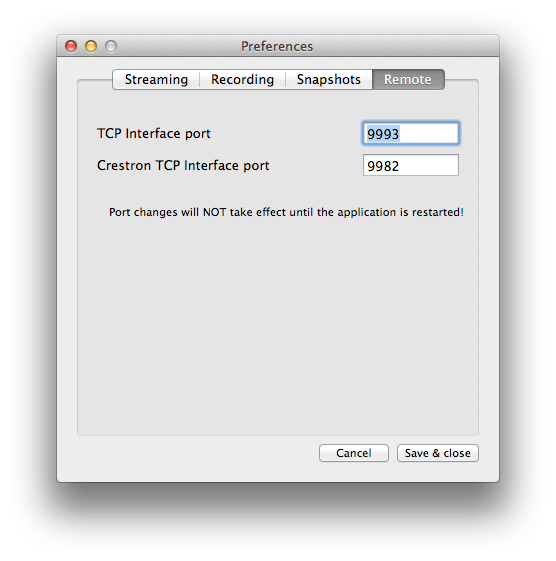 Preferences
Streaming Recording Snapshots Remote
TCP Interface port 9993
Crestron TCP Interface port 9982
Port changes will NOT take effect until the application is restarted!
Cancel Save & close